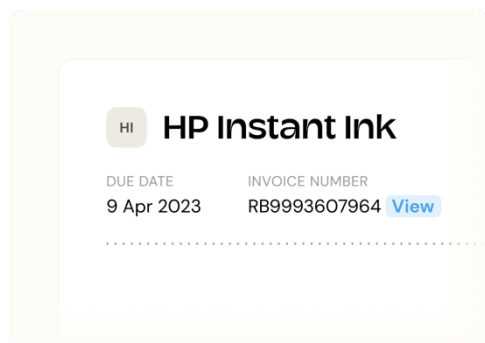 HI
HP Instant Ink
DUE DATE INVOICE NUMBER
9 Apr 2023 RB9993607964 View